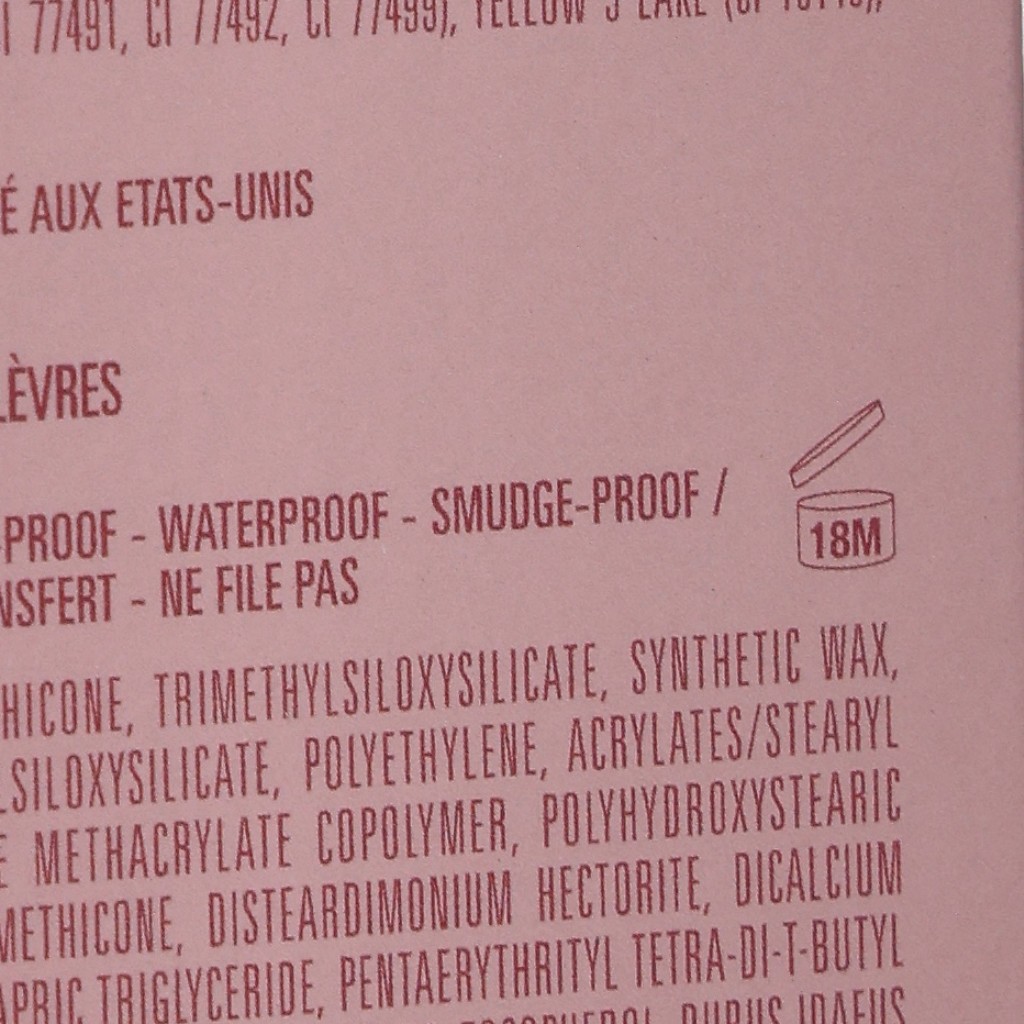 77491, CI 77492, CI 77499), YELLOW 5 LAKE
É AUX ETATS-UNIS
LÈVRES
-PROOF - WATERPROOF - SMUDGE-PROOF /
NSFERT - NE FILE PAS
18M
HICONE, TRIMETHYLSILOXYSILICATE, SYNTHETIC WAX,
LSILOXYSILICATE, POLYETHYLENE, ACRYLATES/STEARYL
E METHACRYLATE COPOLYMER, POLYHYDROXYSTEARIC
METHICONE, DISTEARDIMONIUM HECTORITE, DICALCIUM
APRIC TRIGLYCERIDE, PENTAERYTHRITYL TETRA-DI-T-BUTYL